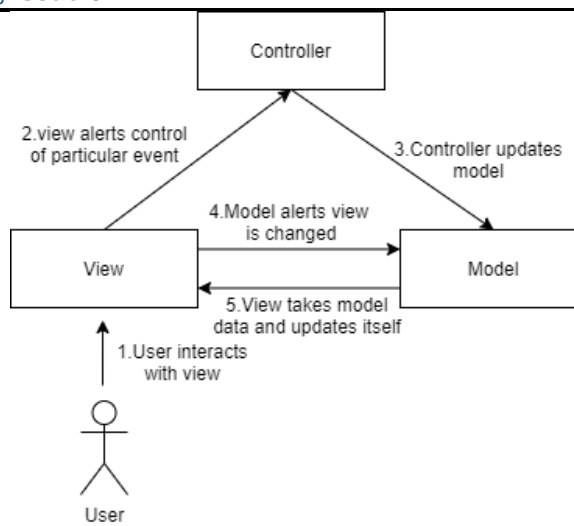 Controller
2.view alerts control
of particular event
3.Controller updates
model
4.Model alerts view
is changed
View
Model
5.View takes model
data and updates itself
1.User interacts
with view
User